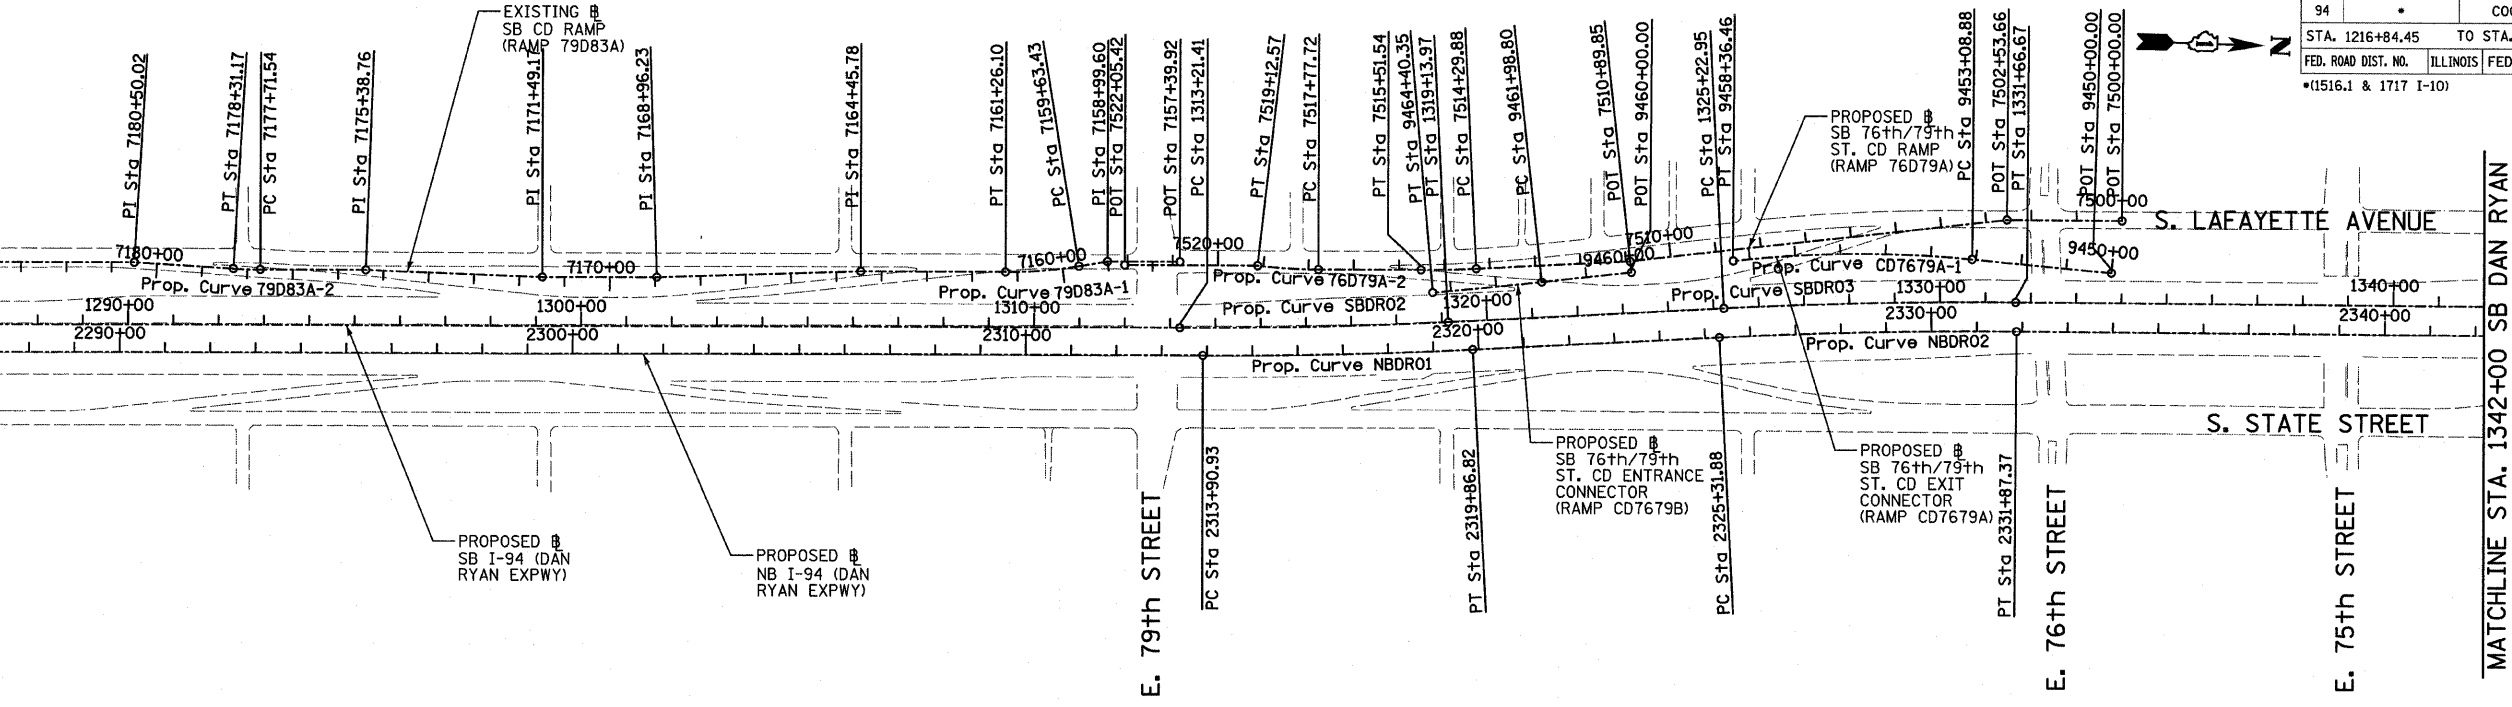 EXISTING ⅊
SB CD RAMP
(RAMP 79D83A)
PI Sta 7180+50.02
PT Sta 7178+31.17
PC Sta 7177+71.54
PI Sta 7175+38.76
PI Sta 7171+49.17
PI Sta 7168+96.23
PI Sta 7164+45.78
PT Sta 7161+26.10
PC Sta 7159+63.43
PI Sta 7158+99.60
POT Sta 7522+05.42
POT Sta 7157+39.92
PC Sta 1313+21.41
PT Sta 7519+12.57
PC Sta 7517+77.72
PT Sta 7515+51.54
PT Sta 9464+40.35
PT Sta 1319+13.97
PC Sta 7514+29.88
PC Sta 9461+98.80
POT Sta 7510+89.85
POT Sta 9460+00.00
PC Sta 1325+22.95
PT Sta 9458+36.46
PROPOSED
SB 76th/79th
ST. CD RAMP
(RAMP 76D79A)
PC Sta 9453+08.88
POT Sta 7502+53.66
PT Sta 1331+66.67
POT Sta 9450+00.00
POT Sta 7500+00.00
N
94
*
STA. 1216+84.45 TO STA.
FED. ROAD DIST. NO. ILLINOIS FED
*(1516.1 & 1717 I-10)
7180+00
7170+00
7160+00
7520+00
7510+00
9460+00
7500+00
9450+00
S. LAFAYETTE AVENUE
Prop. Curve 79D83A-2
Prop. Curve 79D83A-1
Prop. Curve 76D79A-2
Prop. Curve CD7679A-1
Prop. Curve SBDR02
Prop. Curve SBDR03
1290+00
1300+00
1310+00
1320+00
1330+00
1340+00
2290+00
2300+00
2310+00
2320+00
2330+00
2340+00
Prop. Curve NBDR01
Prop. Curve NBDR02
S. STATE STREET
PROPOSED
SB I-94 (DAN
RYAN EXPWY)
PROPOSED
NB I-94 (DAN
RYAN EXPWY)
E. 79th STREET
PC Sta 2313+90.93
PT Sta 2319+86.82
PROPOSED
SB 76th/79th
ST. CD ENTRANCE
CONNECTOR
(RAMP CD7679B)
PC Sta 2325+31.88
PROPOSED
SB 76th/79th
ST. CD EXIT
CONNECTOR
(RAMP CD7679A)
PT Sta 2331+87.37
E. 76th STREET
E. 75th STREET
MATCHLINE STA. 1342+00 SB DAN RYAN